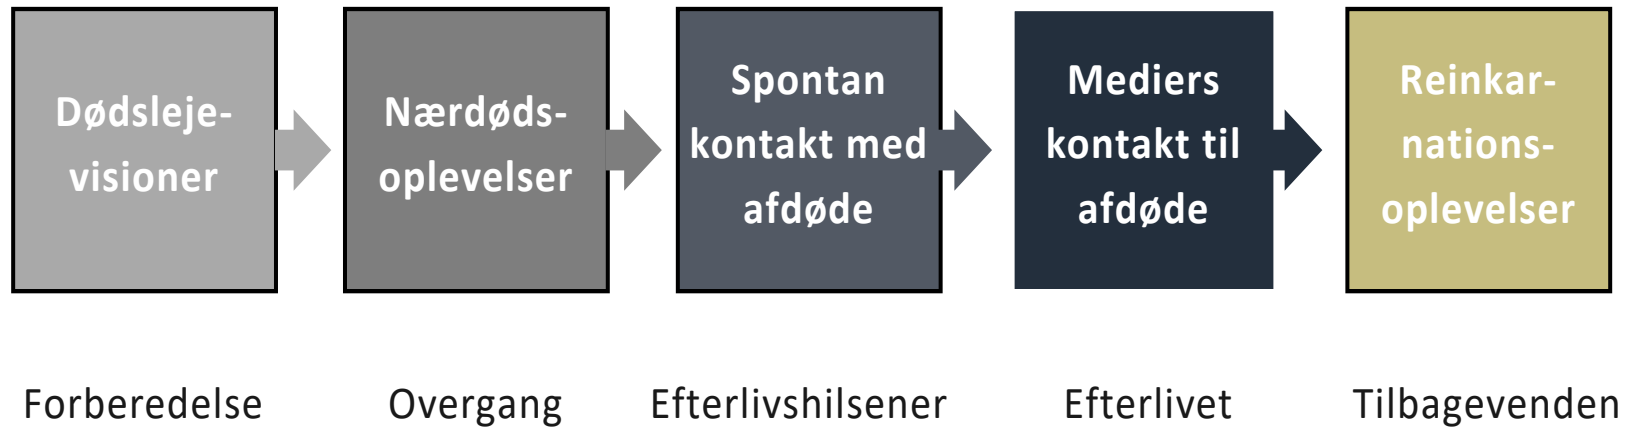 Dødsleje-
visioner
Nærdøds-
oplevelser
Spontan
kontakt med
afdøde
Mediers
kontakt til
afdøde
Reinkar-
nations-
oplevelser
Forberedelse
Overgang
Efterlivshilsener
Efterlivet
Tilbagevenden